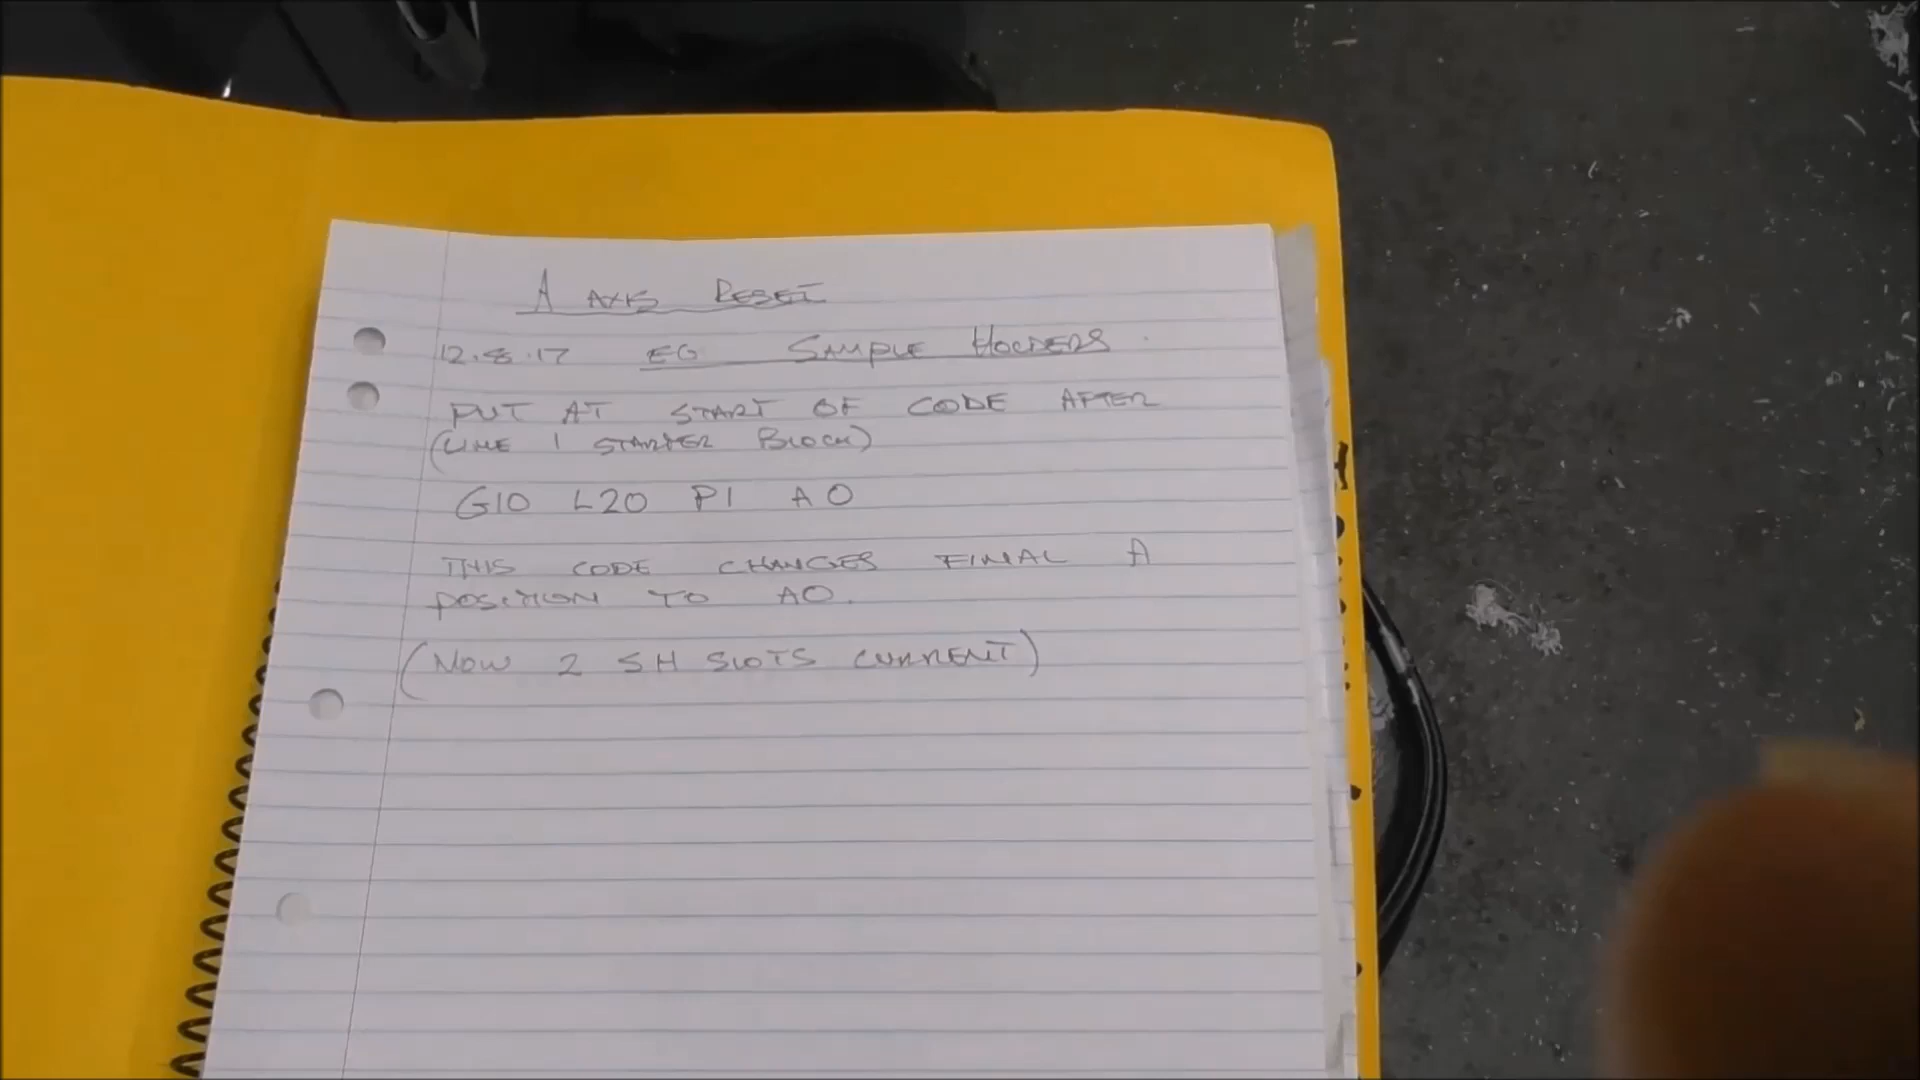 A AXIS RESET
12.8.17 EG SAMPLE HOLDERS
PUT AT START OF CODE AFTER
(LINE 1 STARTER BLOCK)
G10 L20 P1 A0
THIS CODE CHANGES FINAL A
POSITION TO A0.
(NOW 2 SH SLOTS CURRENT)